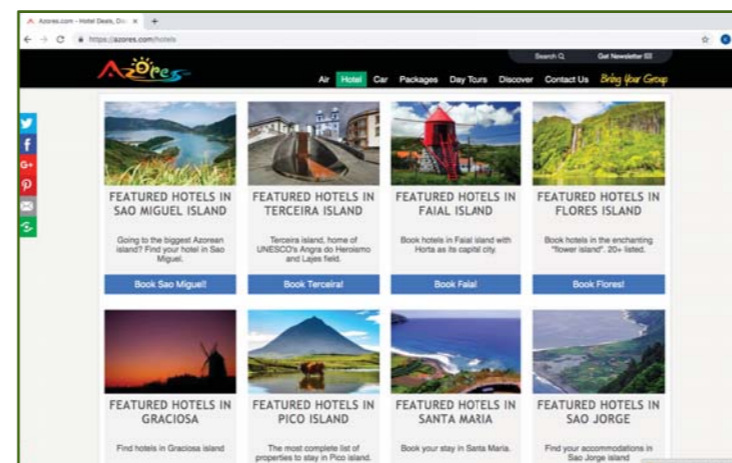 Azores.com - Hotel Deals, Dis
https://azores.com/hotels
Search
Get Newsletter
Azores
Air Hotel Car Packages Day Tours Discover Contact Us Bring Your Group
FEATURED HOTELS IN
SAO MIGUEL ISLAND
Going to the biggest Azorean
island? Find your hotel in Sao
Miguel.
Book Sao Miguel!
FEATURED HOTELS IN
TERCEIRA ISLAND
Terceira island, home of
UNESCO's Angra do Heroismo
and Lajes field.
Book Terceira!
FEATURED HOTELS IN
FAIAL ISLAND
Book hotels in Faial island with
Horta as its capital city.
Book Faial!
FEATURED HOTELS IN
FLORES ISLAND
Book hotels in the enchanting
"flower island". 20+ listed.
Book Flores!
FEATURED HOTELS IN
GRACIOSA
Find hotels in Graciosa island
FEATURED HOTELS IN
PICO ISLAND
The most complete list of
properties to stay in Pico island.
FEATURED HOTELS IN
SANTA MARIA
Book your stay in Santa Maria.
FEATURED HOTELS IN
SAO JORGE
Find your accommodations in
Sao Jorge island